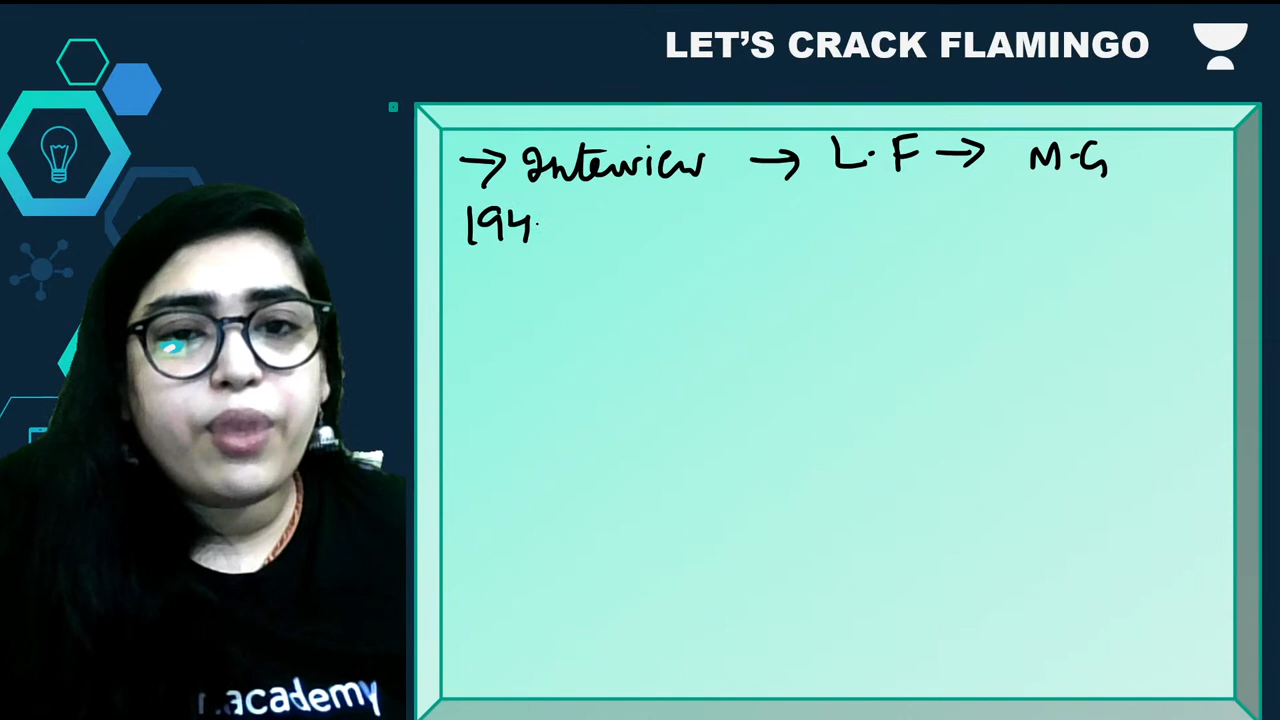 LET'S CRACK FLAMINGO
→ Interview → L. F → M.G
194
academy